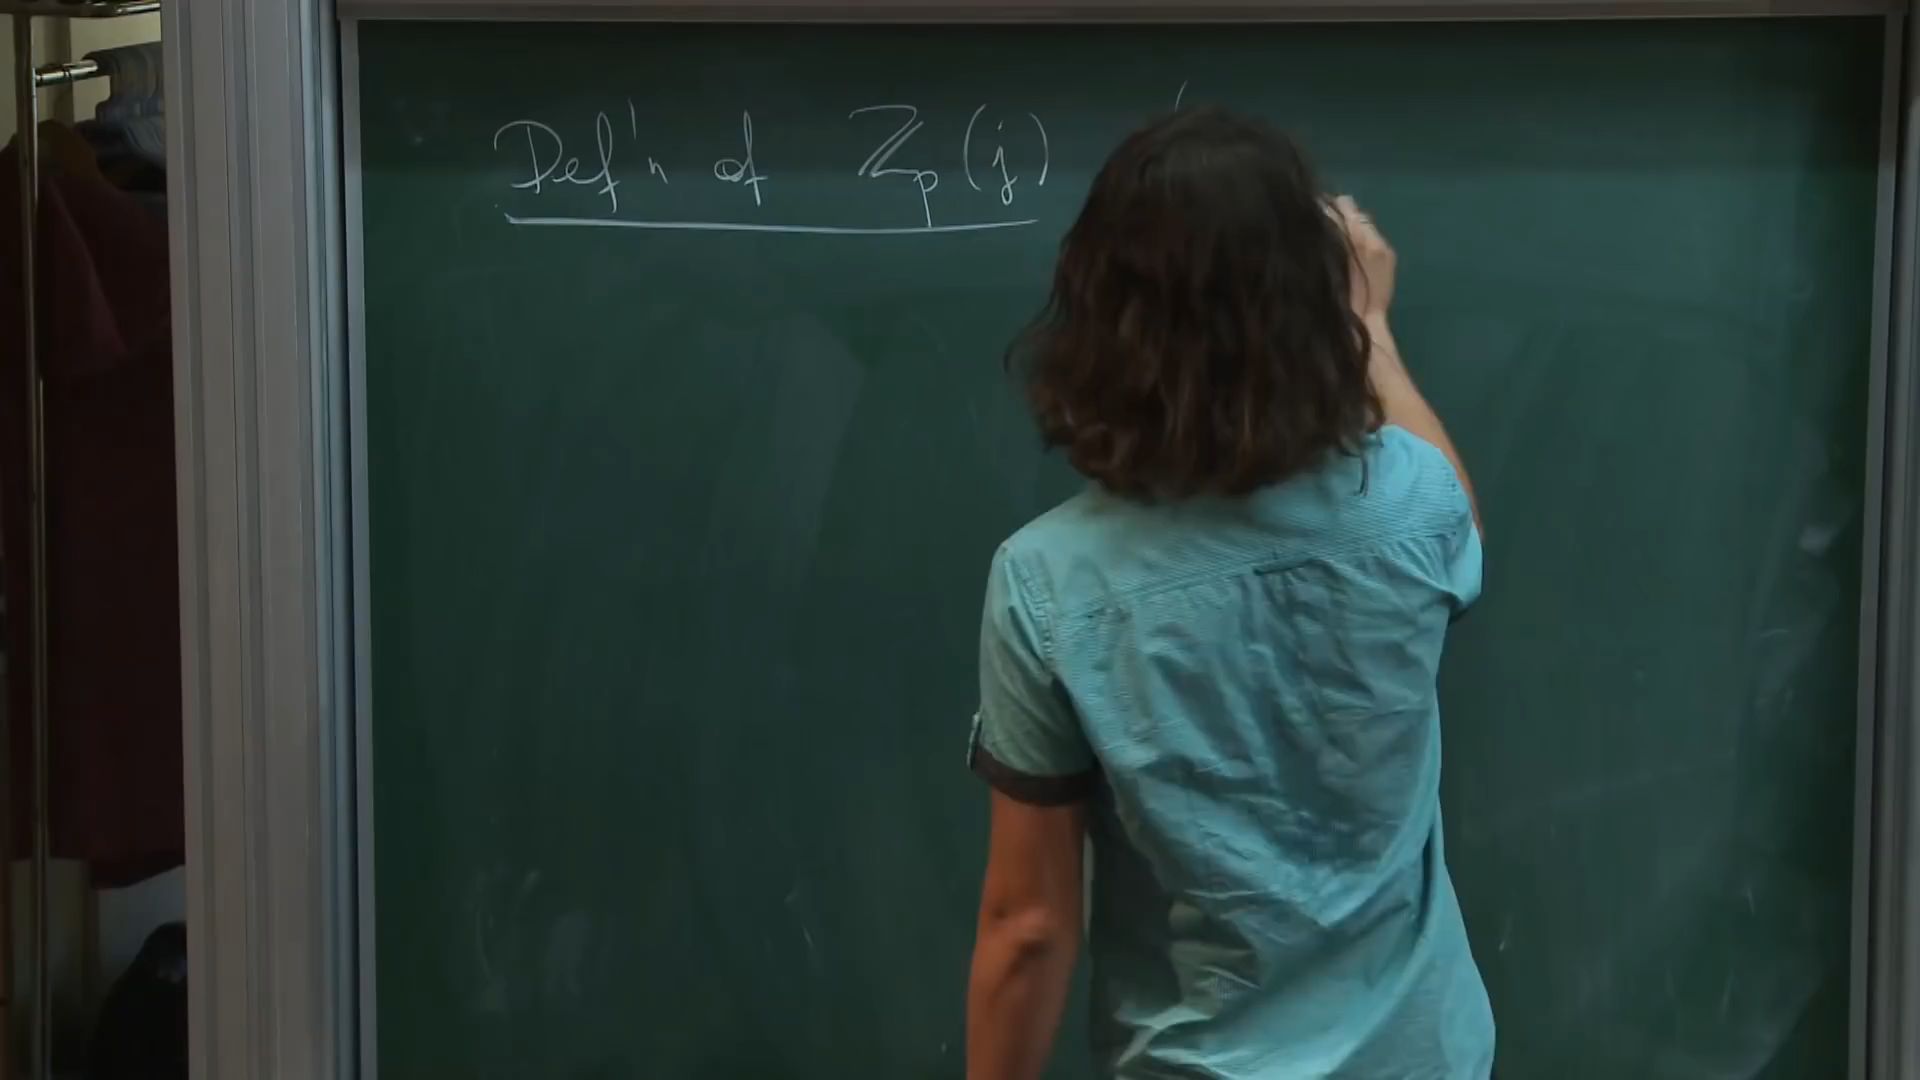 Def'n of ℤp(j) (